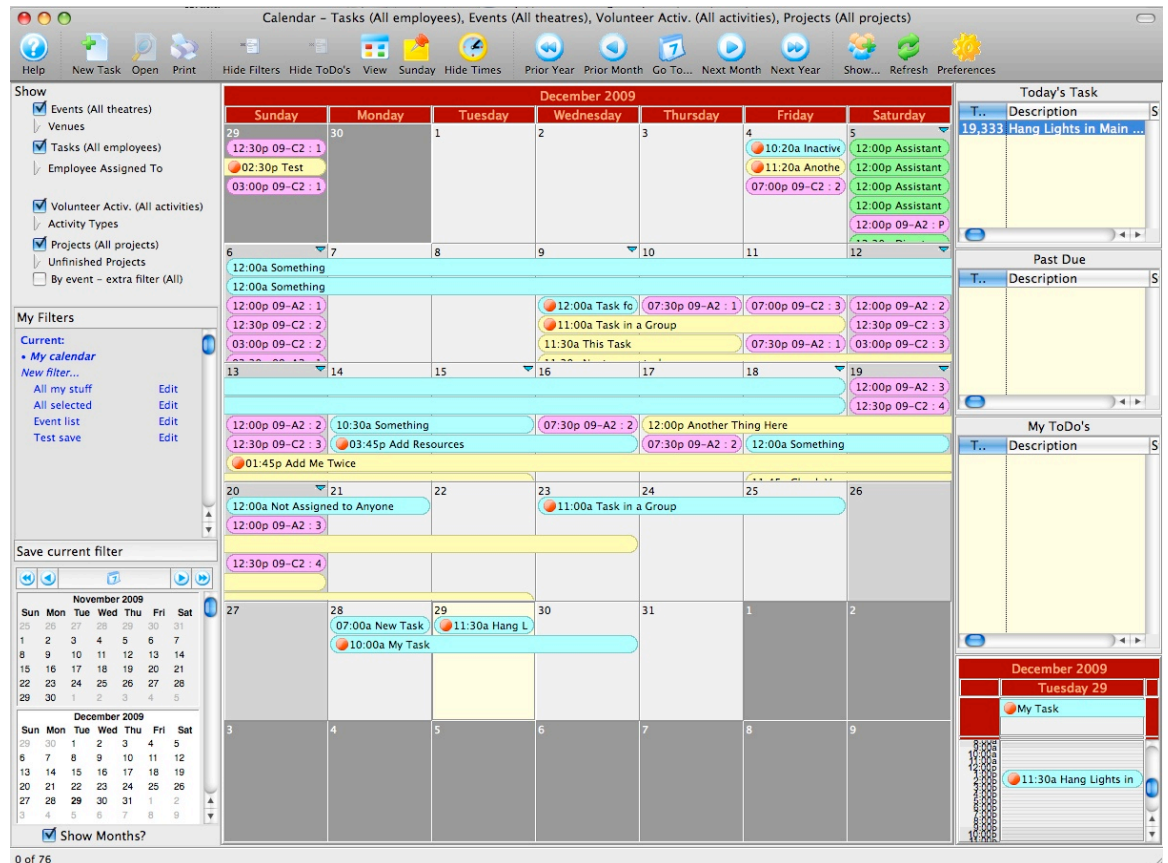 Calendar – Tasks (All employees), Events (All theatres), Volunteer Activ. (All activities), Projects (All projects)
Help New Task Open Print Hide Filters Hide ToDo's View Sunday Hide Times Prior Year Prior Month Go To... Next Month Next Year Show... Refresh Preferences
Show
Events (All theatres)
Venues
Tasks (All employees)
Employee Assigned To
Volunteer Activ. (All activities)
Activity Types
Projects (All projects)
Unfinished Projects
By event – extra filter (All)
My Filters
Current:
• My calendar
New filter...
All my stuff Edit
All selected Edit
Event list Edit
Test save Edit
Save current filter
November 2009
Sun Mon Tue Wed Thu Fri Sat
25 26 27 28 29 30 31
1 2 3 4 5 6 7
8 9 10 11 12 13 14
15 16 17 18 19 20 21
22 23 24 25 26 27 28
29 30 1 2 3 4 5
December 2009
Sun Mon Tue Wed Thu Fri Sat
29 30 1 2 3 4 5
6 7 8 9 10 11 12
13 14 15 16 17 18 19
20 21 22 23 24 25 26
27 28 29 30 31 1 2
3 4 5 6 7 8 9
Show Months?
0 of 76
December 2009
Sunday Monday Tuesday Wednesday Thursday Friday Saturday
29 30 1 2 3 4 5
12:30p 09–C2 : 1 10:20a Inactive 12:00p Assistant
02:30p Test 11:20a Anothe 12:00p Assistant
03:00p 09–C2 : 1 07:00p 09–C2 : 2 12:00p Assistant
12:00p Assistant
12:00p 09–A2 : P
6 7 8 9 10 11 12
12:00a Something
12:00a Something
12:00p 09–A2 : 1 12:00a Task fo 07:30p 09–A2 : 1 07:00p 09–C2 : 3 12:00p 09–A2 : 2
12:30p 09–C2 : 2 11:00a Task in a Group 12:30p 09–C2 : 3
03:00p 09–C2 : 2 11:30a This Task 07:30p 09–A2 : 1 03:00p 09–C2 : 3
13 14 15 16 17 18 19
12:00p 09–A2 : 3
12:30p 09–C2 : 4
12:00p 09–A2 : 2 10:30a Something 07:30p 09–A2 : 2 12:00p Another Thing Here
12:30p 09–C2 : 3 03:45p Add Resources 07:30p 09–A2 : 2 12:00a Something
01:45p Add Me Twice
20 21 22 23 24 25 26
12:00a Not Assigned to Anyone 11:00a Task in a Group
12:00p 09–A2 : 3
12:30p 09–C2 : 4
27 28 29 30 31 1 2
07:00a New Task 11:30a Hang L
10:00a My Task
3 4 5 6 7 8 9
Today's Task
T.. Description S
19,333 Hang Lights in Main ...
Past Due
T.. Description S
My ToDo's
T.. Description S
December 2009
Tuesday 29
My Task
9:00a
10:00a
11:00a
12:00p
1:00p
2:00p
11:30a Hang Lights in